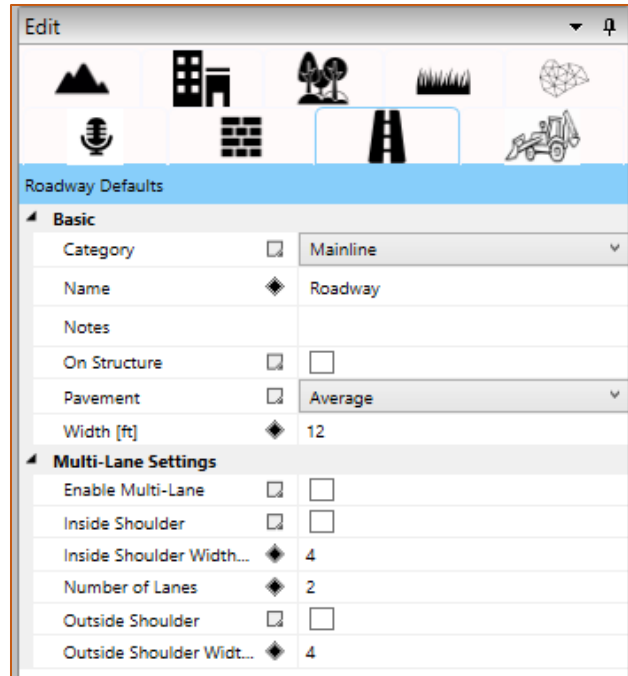 Edit
Roadway Defaults
Basic
Category Mainline
Name Roadway
Notes
On Structure
Pavement Average
Width [ft] 12
Multi-Lane Settings
Enable Multi-Lane
Inside Shoulder
Inside Shoulder Width... 4
Number of Lanes 2
Outside Shoulder
Outside Shoulder Widt... 4